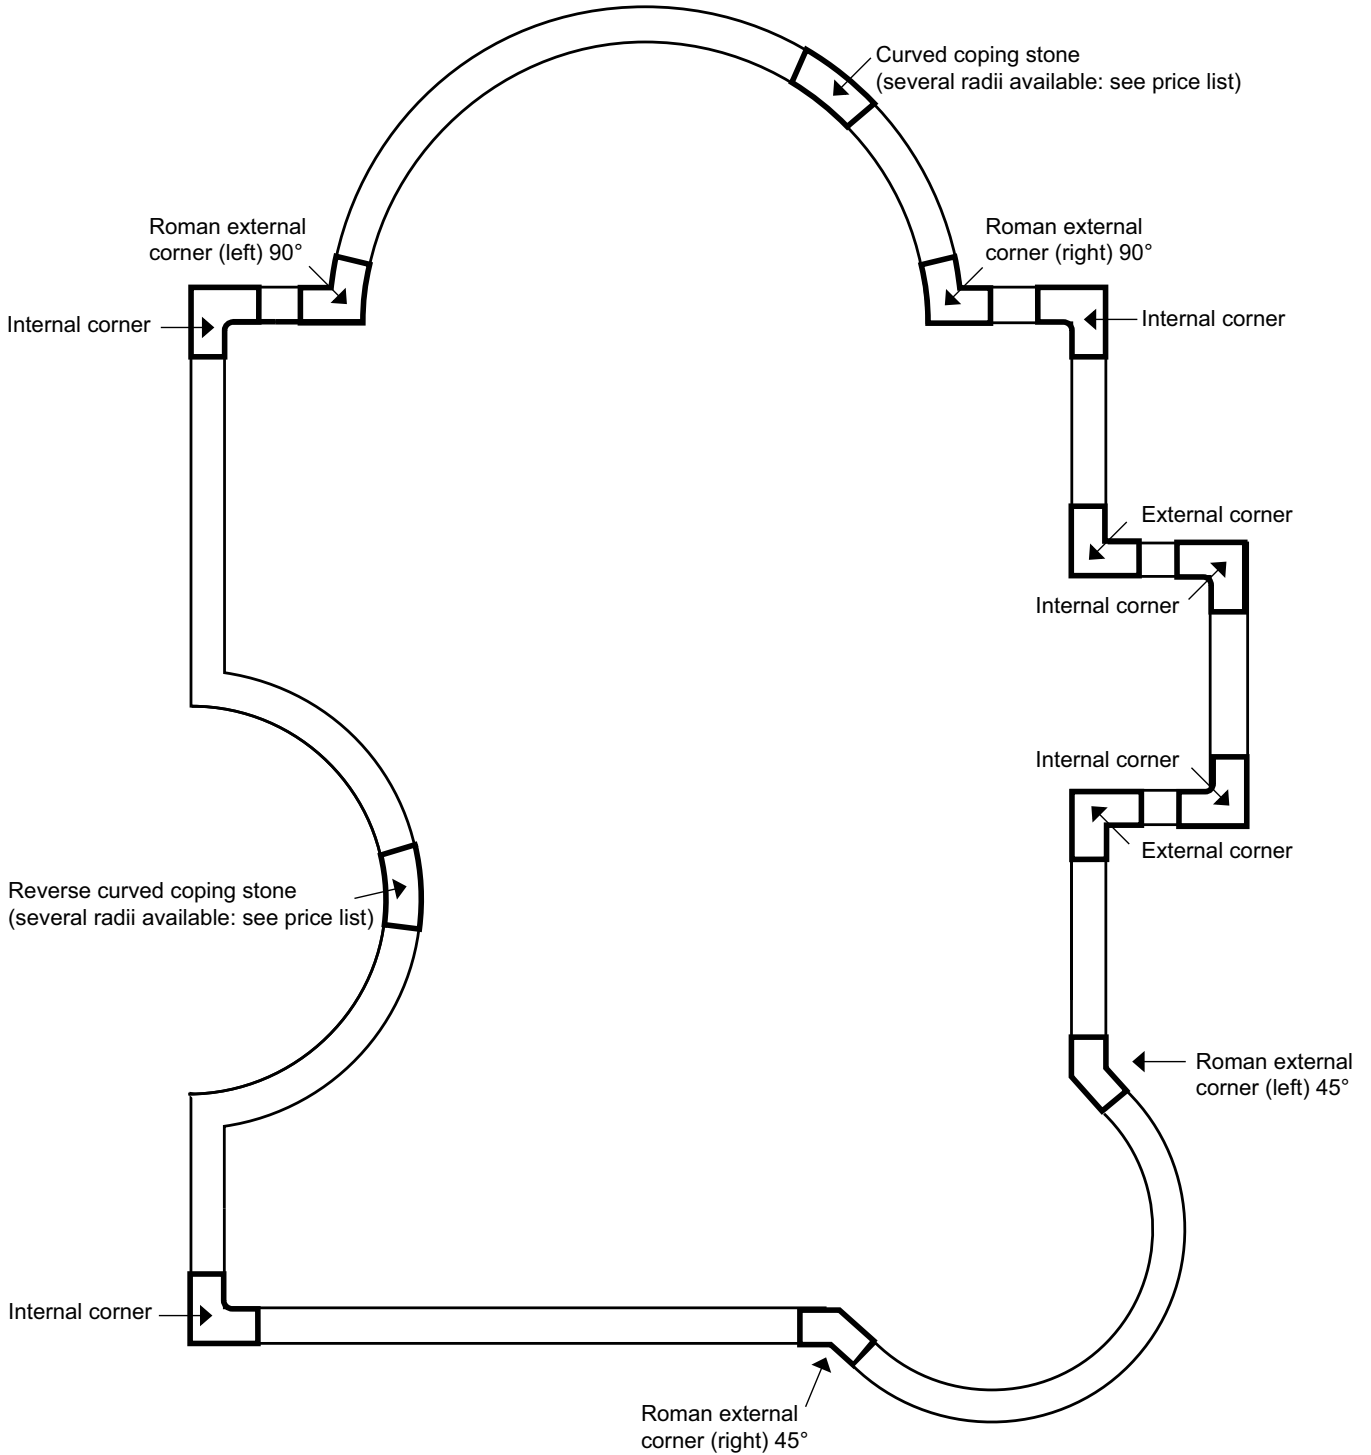 Curved coping stone
(several radii available: see price list)
Roman external
corner (left) 90°
Roman external
corner (right) 90°
Internal corner
Internal corner
External corner
Internal corner
Internal corner
External corner
Reverse curved coping stone
(several radii available: see price list)
Roman external
corner (left) 45°
Internal corner
Roman external
corner (right) 45°